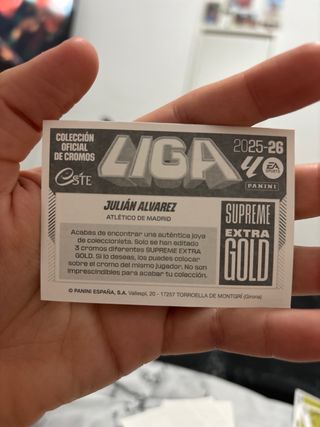 COLECCIÓN
OFICIAL
DE CROMOS
Este
LIGA
2025-26
EA
SPORTS
PANINI
JULIÁN ALVAREZ
ATLÉTICO DE MADRID
Acabas de encontrar una auténtica joya
de coleccionista. Solo se han editado
3 cromos diferentes SUPREME EXTRA
GOLD. Si lo deseas, los puedes colocar
sobre el cromo del mismo jugador. No son
imprescindibles para acabar tu colección.
SUPREME
EXTRA
GOLD
© PANINI ESPAÑA, S.A. Vallespí, 20 - 17257 TORROELLA DE MONTGRÍ (Girona)